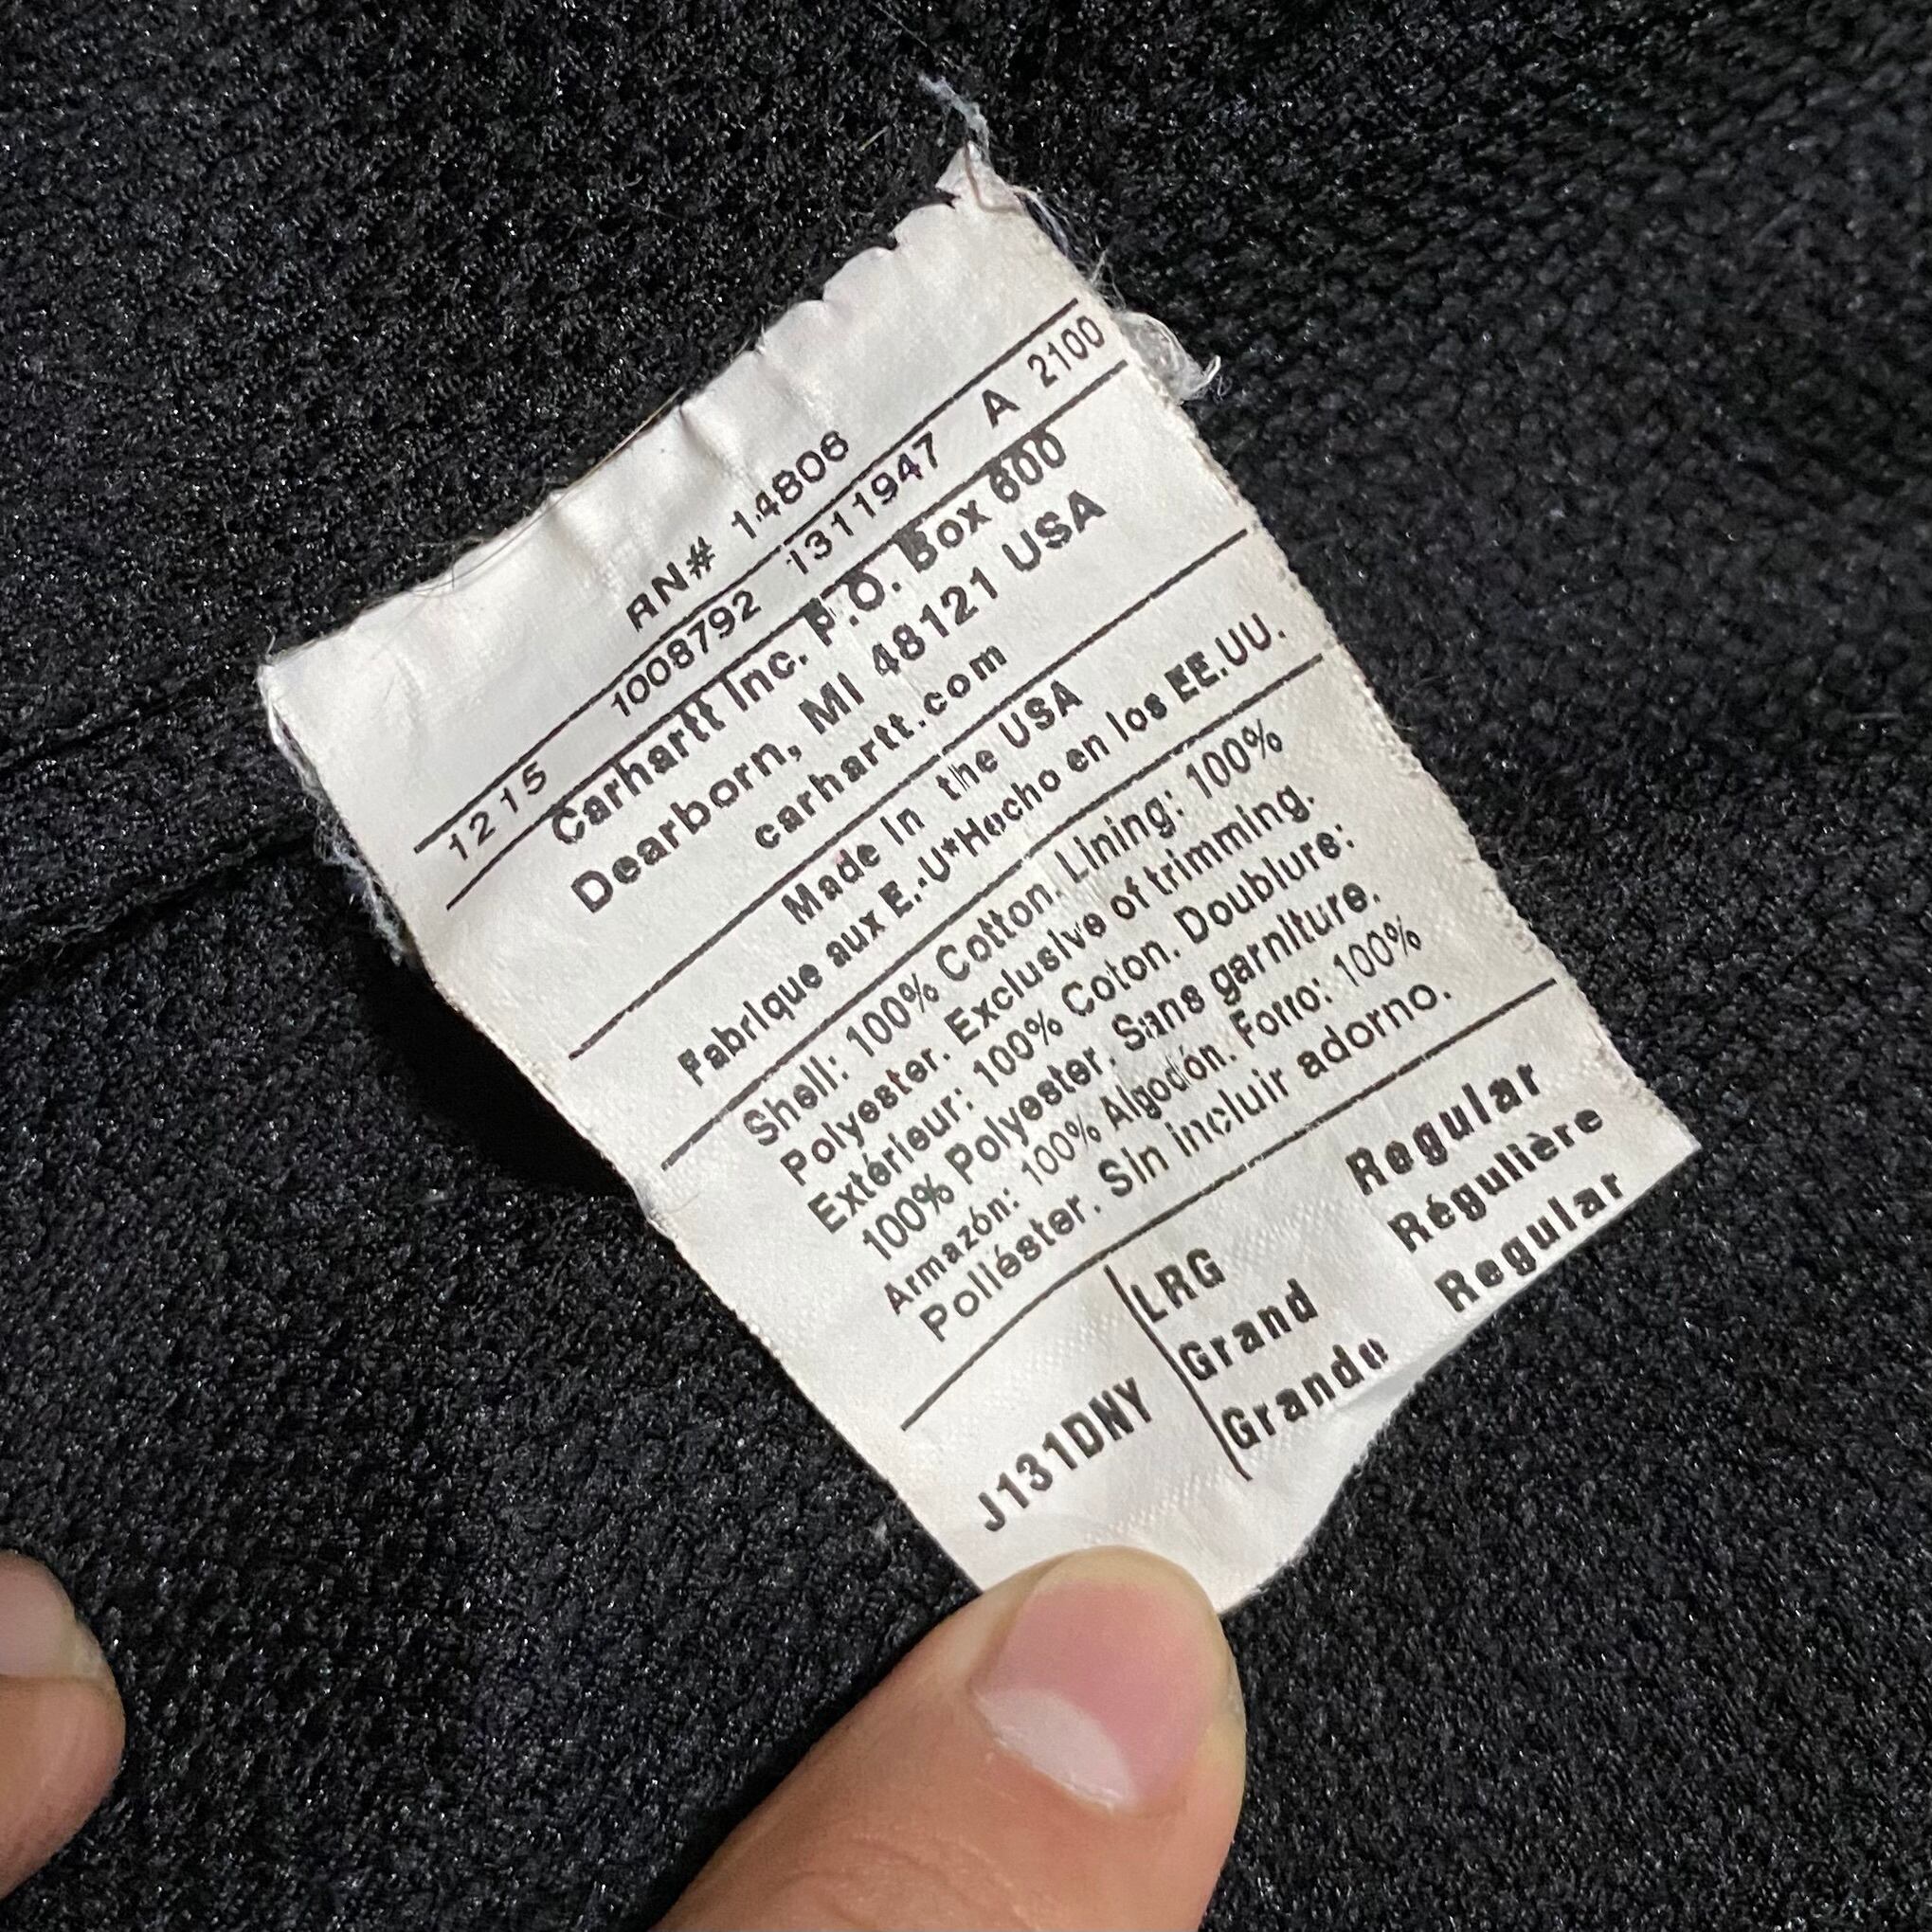 RN# 14806
1215 1008792 1311947 A 2100
Carhartt Inc. P.O. Box 600
Dearborn, MI 48121 USA
carhartt.com
Made In the USA
Fabrique aux E.-U*Hecho en los EE.UU.
Shell: 100% Cotton. Lining: 100%
Polyester. Exclusive of trimming.
Extérieur: 100% Coton. Doublure:
100% Polyester. Sans garniture.
Armazón: 100% Algodón. Forro: 100%
Poliéster. Sin incluir adorno.
J131DNY
LRG Regular
Grand Régulière
Grande Regular